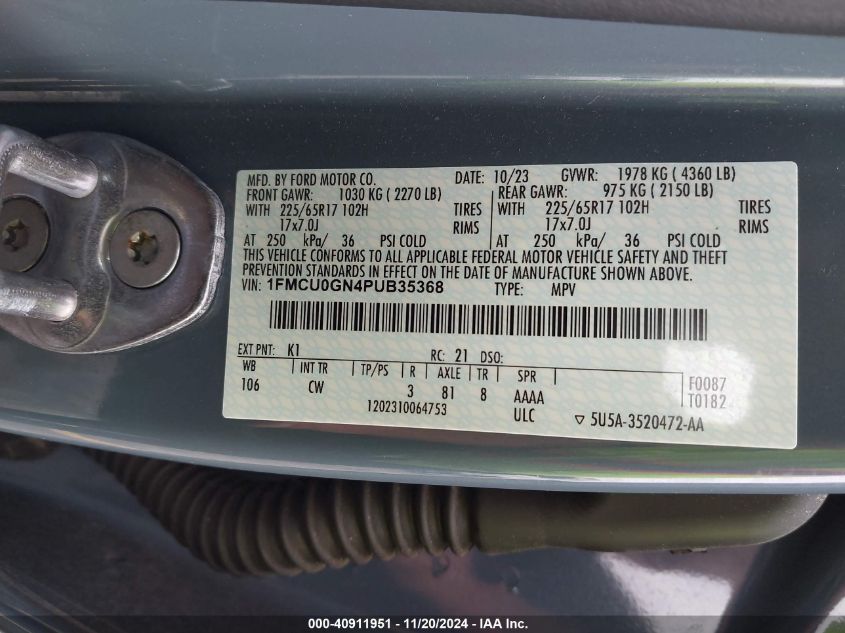 MFD. BY FORD MOTOR CO. DATE: 10/23 GVWR: 1978 KG ( 4360 LB)
FRONT GAWR: 1030 KG ( 2270 LB) REAR GAWR: 975 KG ( 2150 LB)
WITH 225/65R17 102H TIRES WITH 225/65R17 102H TIRES
17x7.0J RIMS 17x7.0J RIMS
AT 250 kPa/ 36 PSI COLD AT 250 kPa/ 36 PSI COLD
THIS VEHICLE CONFORMS TO ALL APPLICABLE FEDERAL MOTOR VEHICLE SAFETY AND THEFT
PREVENTION STANDARDS IN EFFECT ON THE DATE OF MANUFACTURE SHOWN ABOVE.
VIN: 1FMCU0GN4PUB35368 TYPE: MPV
EXT PNT: K1 RC: 21 DSO:
WB INT TR TP/PS R AXLE TR SPR
106 CW 3 81 8 AAAA
1202310064753 ULC
F0087
T0182
▽ 5U5A-3520472-AA
000-40911951 - 11/20/2024 - IAA Inc.